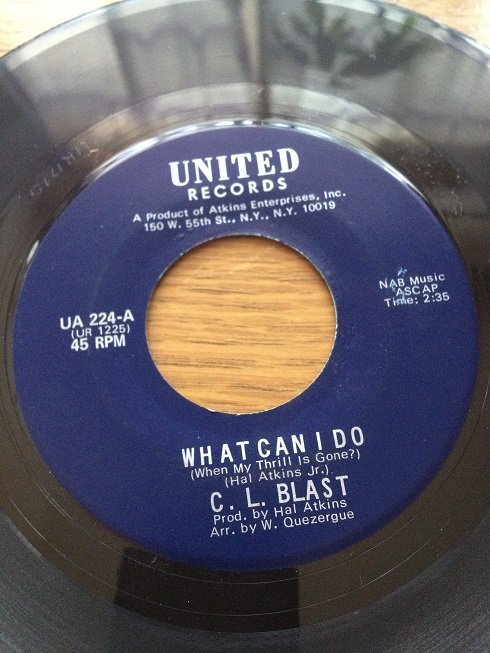 UNITED
RECORDS
A Product of Atkins Enterprises, Inc.
150 W. 55th St., N.Y., N.Y. 10019
NAB Music
ASCAP
Time: 2:35
UA 224-A
(UR 1225)
45 RPM
WHAT CAN I DO
(When My Thrill Is Gone?)
(Hal Atkins Jr.)
C. L. BLAST
Prod. by Hal Atkins
Arr. by W. Quezergue